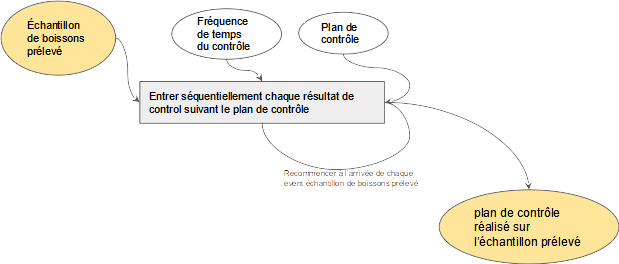 Échantillon
de boissons
prélevé
Fréquence
de temps
du contrôle
Plan de
contrôle
Entrer séquentiellement chaque résultat de
control suivant le plan de contrôle
Recommencer à l'arrivée de chaque
event échantillon de boissons prélevé
plan de contrôle
réalisé sur
l'échantillon prélevé